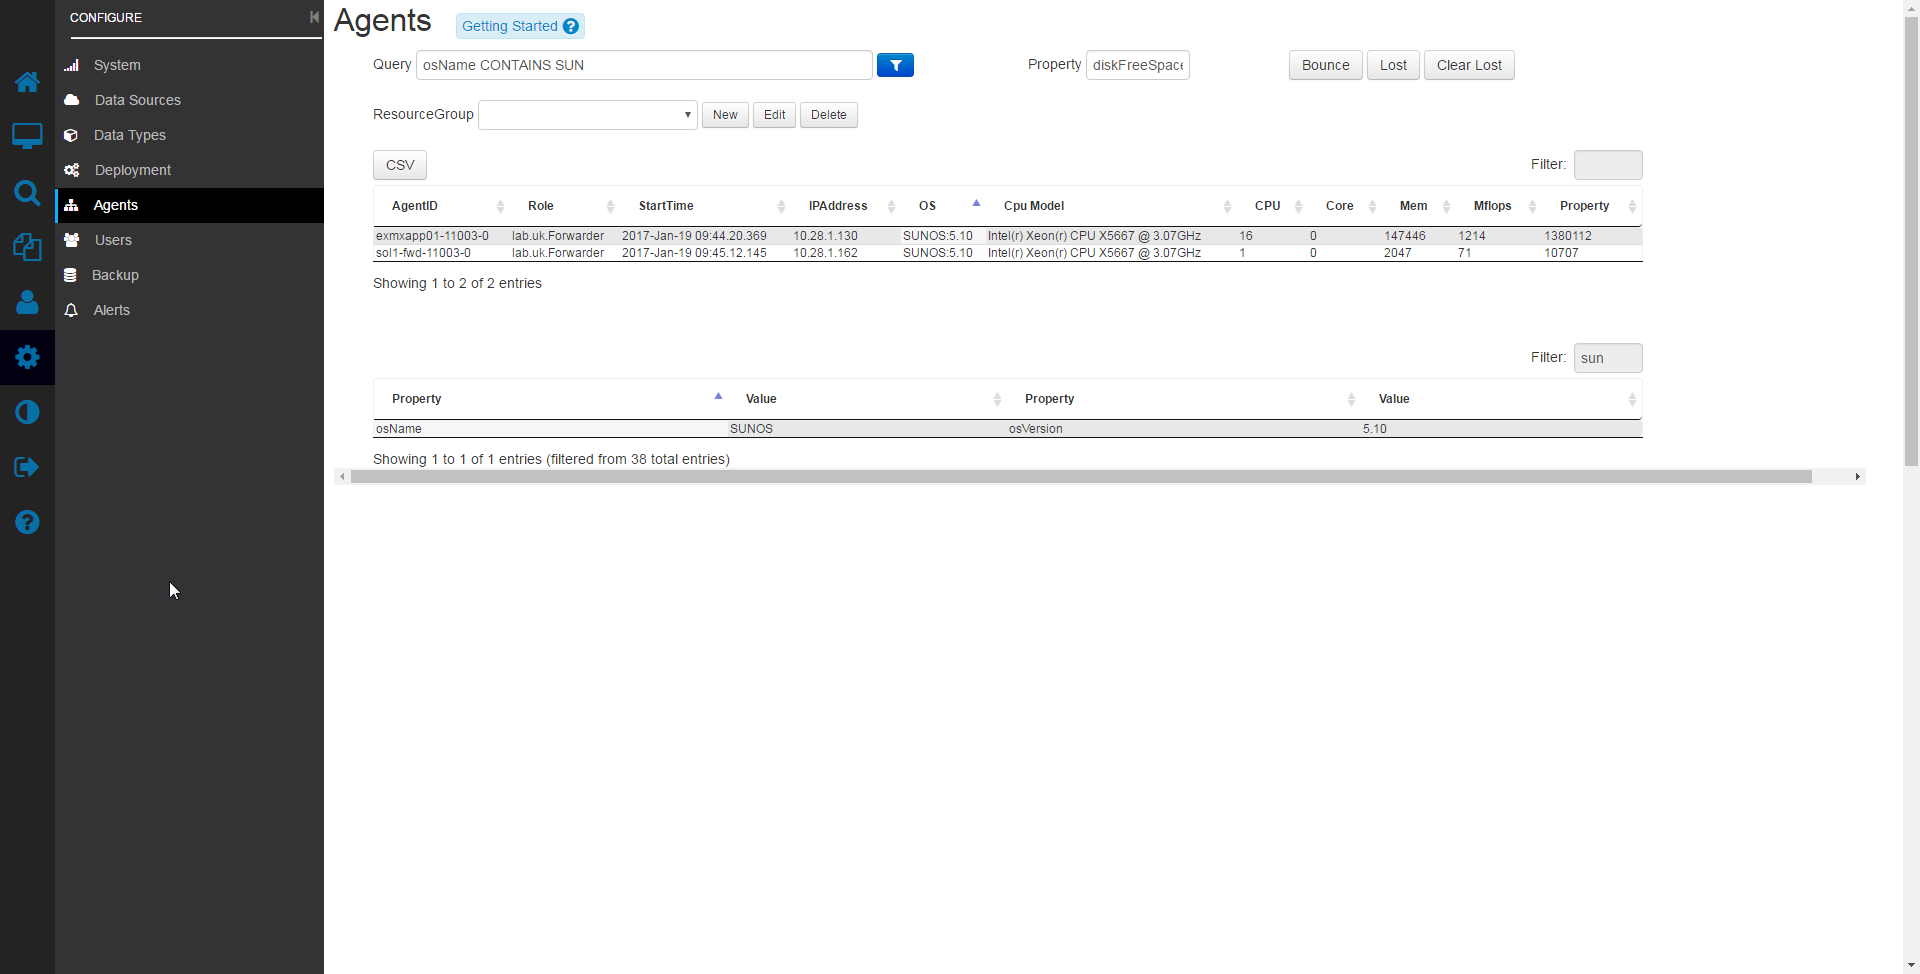 CONFIGURE
System
Data Sources
Data Types
Deployment
Agents
Users
Backup
Alerts
Agents Getting Started ?
Query osName CONTAINS SUN Property diskFreeSpace Bounce Lost Clear Lost
ResourceGroup New Edit Delete
CSV Filter:
AgentID Role StartTime IPAddress OS Cpu Model CPU Core Mem Mflops Property
exmxapp01-11003-0 lab.uk.Forwarder 2017-Jan-19 09:44.20.369 10.28.1.130 SUNOS:5.10 Intel(r) Xeon(r) CPU X5667 @ 3.07GHz 16 0 147446 1214 1380112
sol1-fwd-11003-0 lab.uk.Forwarder 2017-Jan-19 09:45.12.145 10.28.1.162 SUNOS:5.10 Intel(r) Xeon(r) CPU X5667 @ 3.07GHz 1 0 2047 71 10707
Showing 1 to 2 of 2 entries
Filter: sun
Property Value Property Value
osName SUNOS osVersion 5.10
Showing 1 to 1 of 1 entries (filtered from 38 total entries)